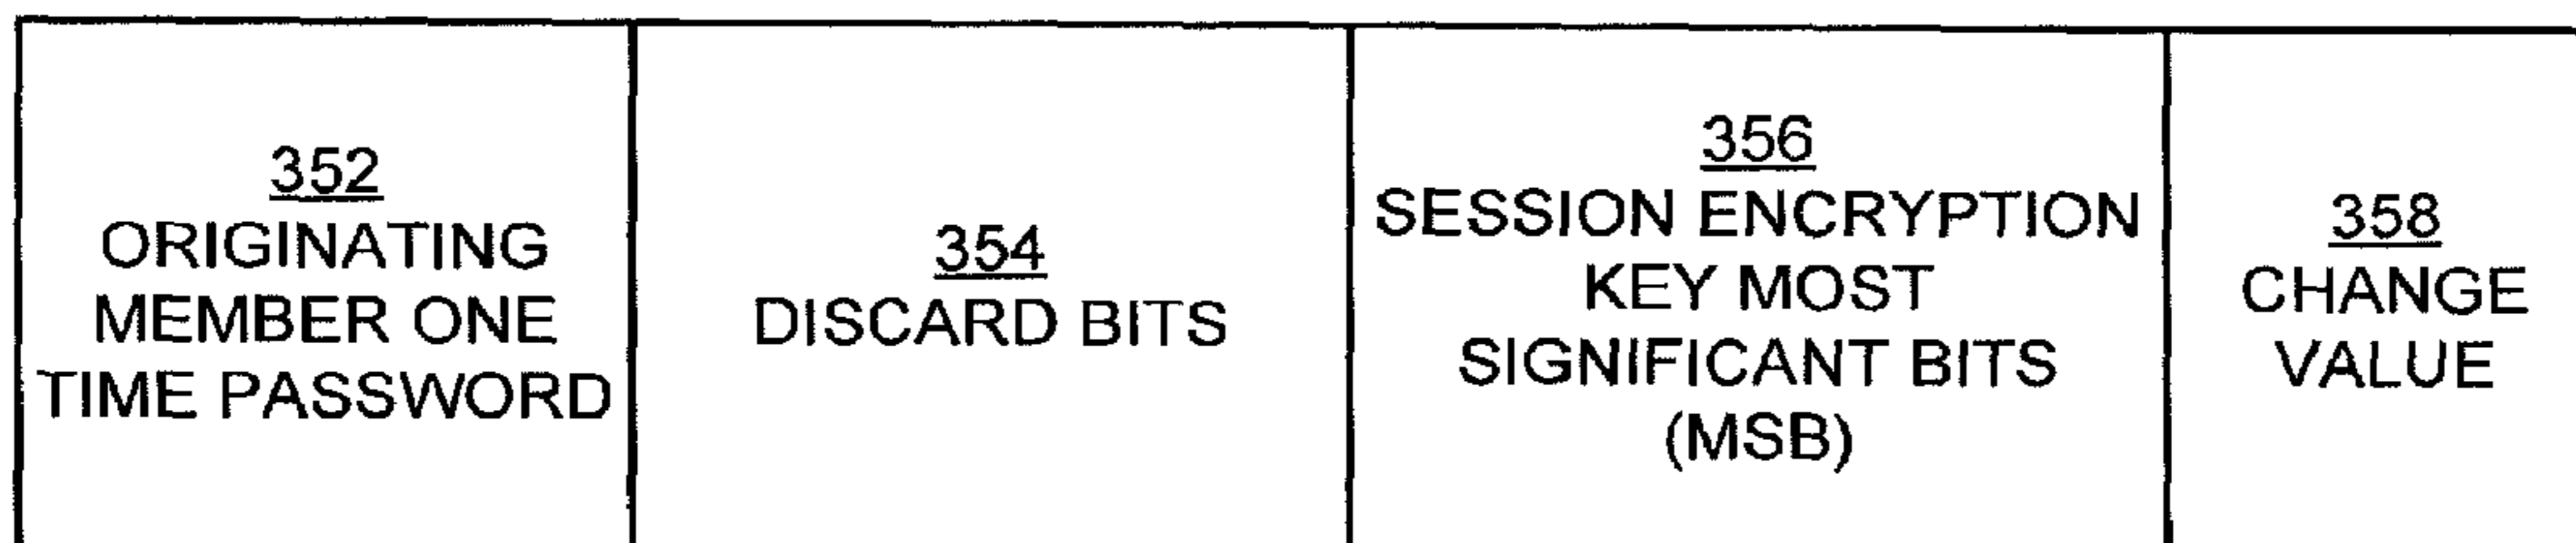 352
ORIGINATING
MEMBER ONE
TIME PASSWORD
354
DISCARD BITS
356
SESSION ENCRYPTION
KEY MOST
SIGNIFICANT BITS
(MSB)
358
CHANGE
VALUE